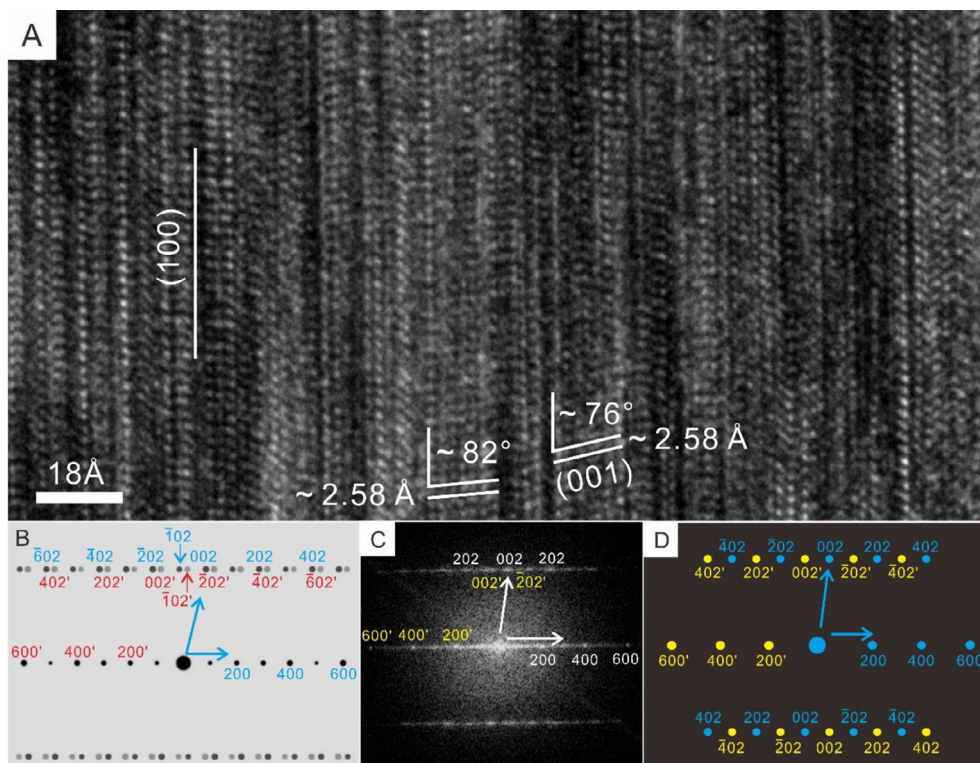 A
(100)
~ 76°
~ 82°
~ 2.58 Å
(001)
18Å
~ 2.58 Å
B
1̄02
6̄02 4̄02 2̄02 002 202 402
402' 202' 002' 2̄02' 4̄02' 6̄02'
1̄02'
600' 400' 200'
200 400 600
C
202 002 202
002' 2̄02'
600' 400' 200'
200 400 600
D
4̄02 2̄02 002 202 402
402' 202' 002' 2̄02' 4̄02'
600' 400' 200' 200 400 600
402 202 002 2̄02 4̄02
4̄02 2̄02 002 202 402